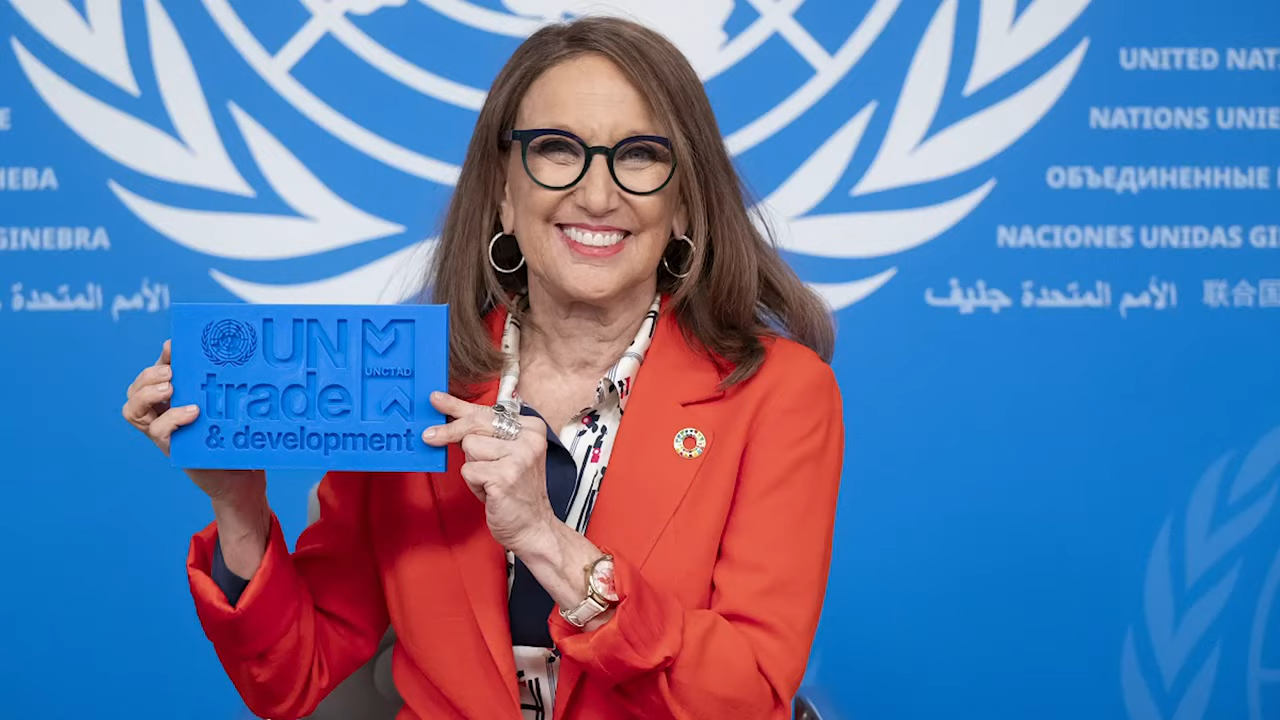 HEBA
GINEBRA
الأمم المتحدة
UNITED NAT
NATIONS UNIE
ОБЪЕДИНЕННЫЕ
NACIONES UNIDAS GI
الأمم المتحدة جنيف
联合国
UN
UNCTAD
trade
& development